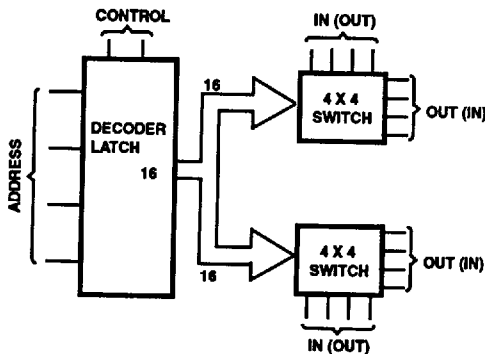 CONTROL
IN (OUT)
16
4 X 4
SWITCH
OUT (IN)
ADDRESS
DECODER
LATCH
16
4 X 4
SWITCH
OUT (IN)
16
IN (OUT)